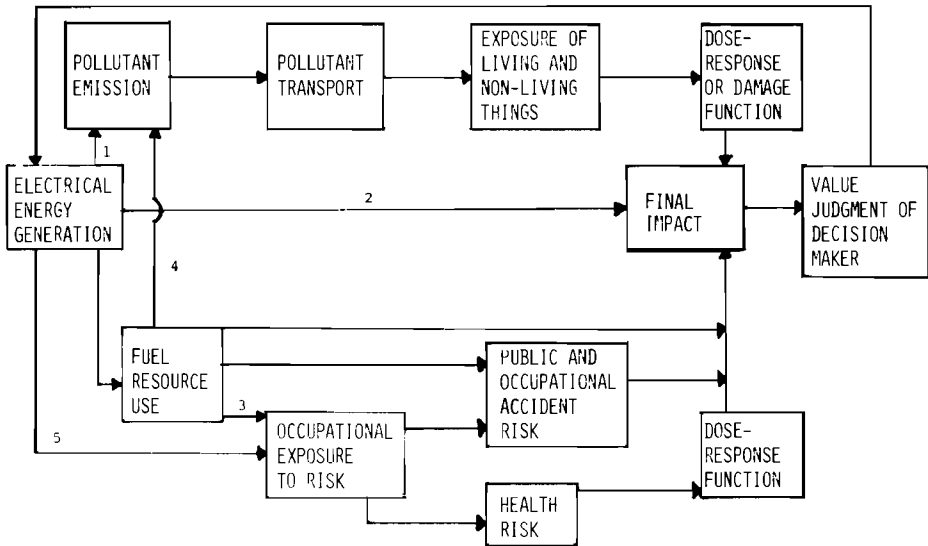 POLLUTANT
EMISSION
POLLUTANT
TRANSPORT
EXPOSURE OF
LIVING AND
NON-LIVING
THINGS
DOSE-
RESPONSE
OR DAMAGE
FUNCTION
1
ELECTRICAL
ENERGY
GENERATION
2
FINAL
IMPACT
VALUE
JUDGMENT OF
DECISION
MAKER
4
FUEL
RESOURCE
USE
PUBLIC AND
OCCUPATIONAL
ACCIDENT
RISK
3
5
OCCUPATIONAL
EXPOSURE
TO RISK
DOSE-
RESPONSE
FUNCTION
HEALTH
RISK